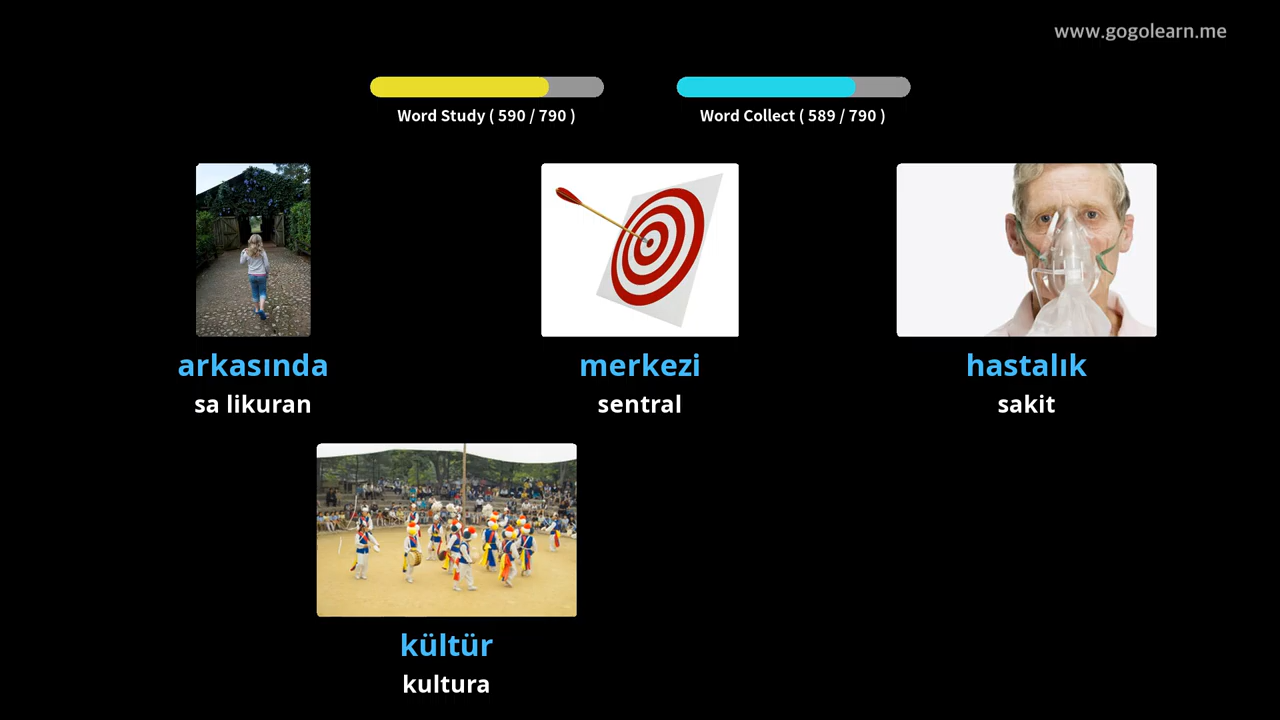 www.gogolearn.me
Word Study ( 590 / 790 )
Word Collect ( 589 / 790 )
arkasında
sa likuran
merkezi
sentral
hastalık
sakit
kültür
kultura